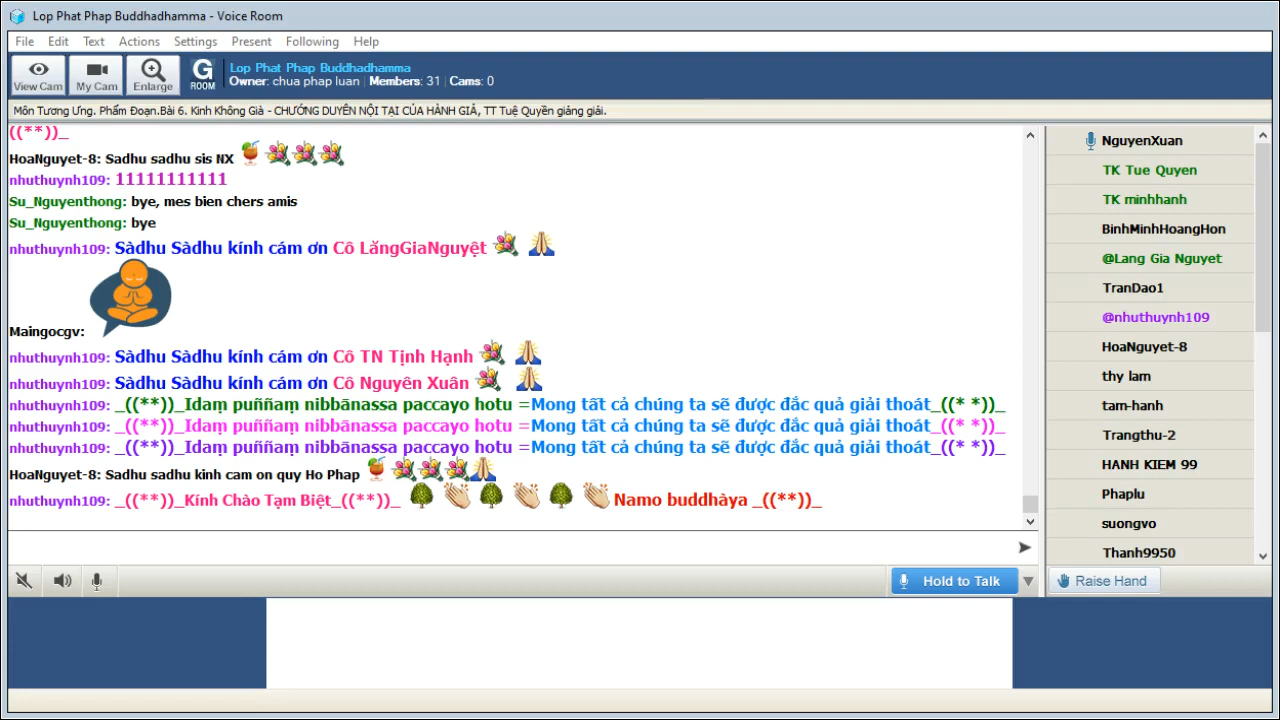 Lop Phat Phap Buddhadhamma - Voice Room
File Edit Text Actions Settings Present Following Help
View Cam My Cam Enlarge G ROOM
Lop Phat Phap Buddhadhamma
Owner: chua phap luan Members: 31 Cams: 0
Môn Tương Ưng. Phẩm Đoạn.Bài 6. Kinh Không Già - CHƯỚNG DUYÊN NỘI TẠI CỦA HÀNH GIẢ, TT Tuệ Quyền giảng giải.
((**))_
HoaNguyet-8: Sadhu sadhu sis NX
nhuthuynh109: 11111111111
Su_Nguyenthong: bye, mes bien chers amis
Su_Nguyenthong: bye
nhuthuynh109: Sàdhu Sàdhu kính cám ơn Cô LăngGiaNguyệt
Maingocgv:
nhuthuynh109: Sàdhu Sàdhu kính cám ơn Cô TN Tịnh Hạnh
nhuthuynh109: Sàdhu Sàdhu kính cám ơn Cô Nguyên Xuân
nhuthuynh109: _((**))_Idaṃ puññaṃ nibbānassa paccayo hotu =Mong tất cả chúng ta sẽ được đắc quả giải thoát_((* *))_
nhuthuynh109: _((**))_Idaṃ puññaṃ nibbānassa paccayo hotu =Mong tất cả chúng ta sẽ được đắc quả giải thoát_((* *))_
nhuthuynh109: _((**))_Idaṃ puññaṃ nibbānassa paccayo hotu =Mong tất cả chúng ta sẽ được đắc quả giải thoát_((* *))_
HoaNguyet-8: Sadhu sadhu kinh cam on quy Ho Phap
nhuthuynh109: _((**))_Kính Chào Tạm Biệt_((**))_ Namo buddhàya _((**))_
NguyenXuan
TK Tue Quyen
TK minhhanh
BinhMinhHoangHon
@Lang Gia Nguyet
TranDao1
@nhuthuynh109
HoaNguyet-8
thy lam
tam-hanh
Trangthu-2
HANH KIEM 99
Phaplu
suongvo
Thanh9950
Hold to Talk
Raise Hand